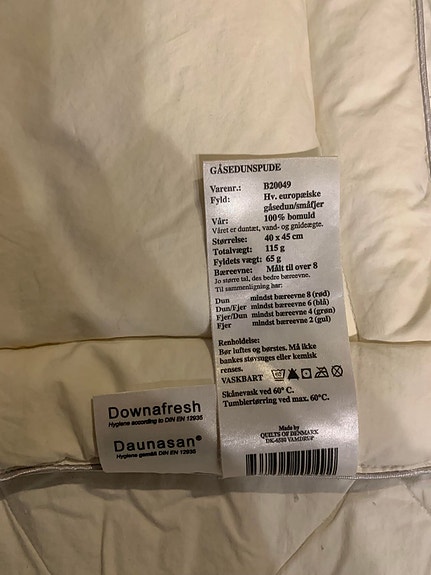 GÅSEDUNSPUDE
Varenr.: B20049
Fyld: Hv. europæiske
gåsedun/småfjer
Vår: 100% bomuld
Våret er duntæt, vand- og gnideægte.
Størrelse: 40 x 45 cm
Totalvægt: 115 g
Fyldets vægt: 65 g
Bæreevne: Målt til over 8
Jo større tal, des bedre bæreevne.
Til sammenligning har:
Dun mindst bæreevne 8 (rød)
Dun/Fjer mindst bæreevne 6 (blå)
Fjer/Dun mindst bæreevne 4 (grøn)
Fjer mindst bæreevne 2 (gul)
Renholdelse:
Bør luftes og børstes. Må ikke
bankes støvsuges eller kemisk
renses.
VASKBART
Skånevask ved 60° C.
Tumblertørring ved max. 60°C.
Made by
QUILTS OF DENMARK
DK-6580 VAMDRUP
Downafresh
Hygiene according to DIN EN 12935
Daunasan®
Hygiene gemäß DIN EN 12935